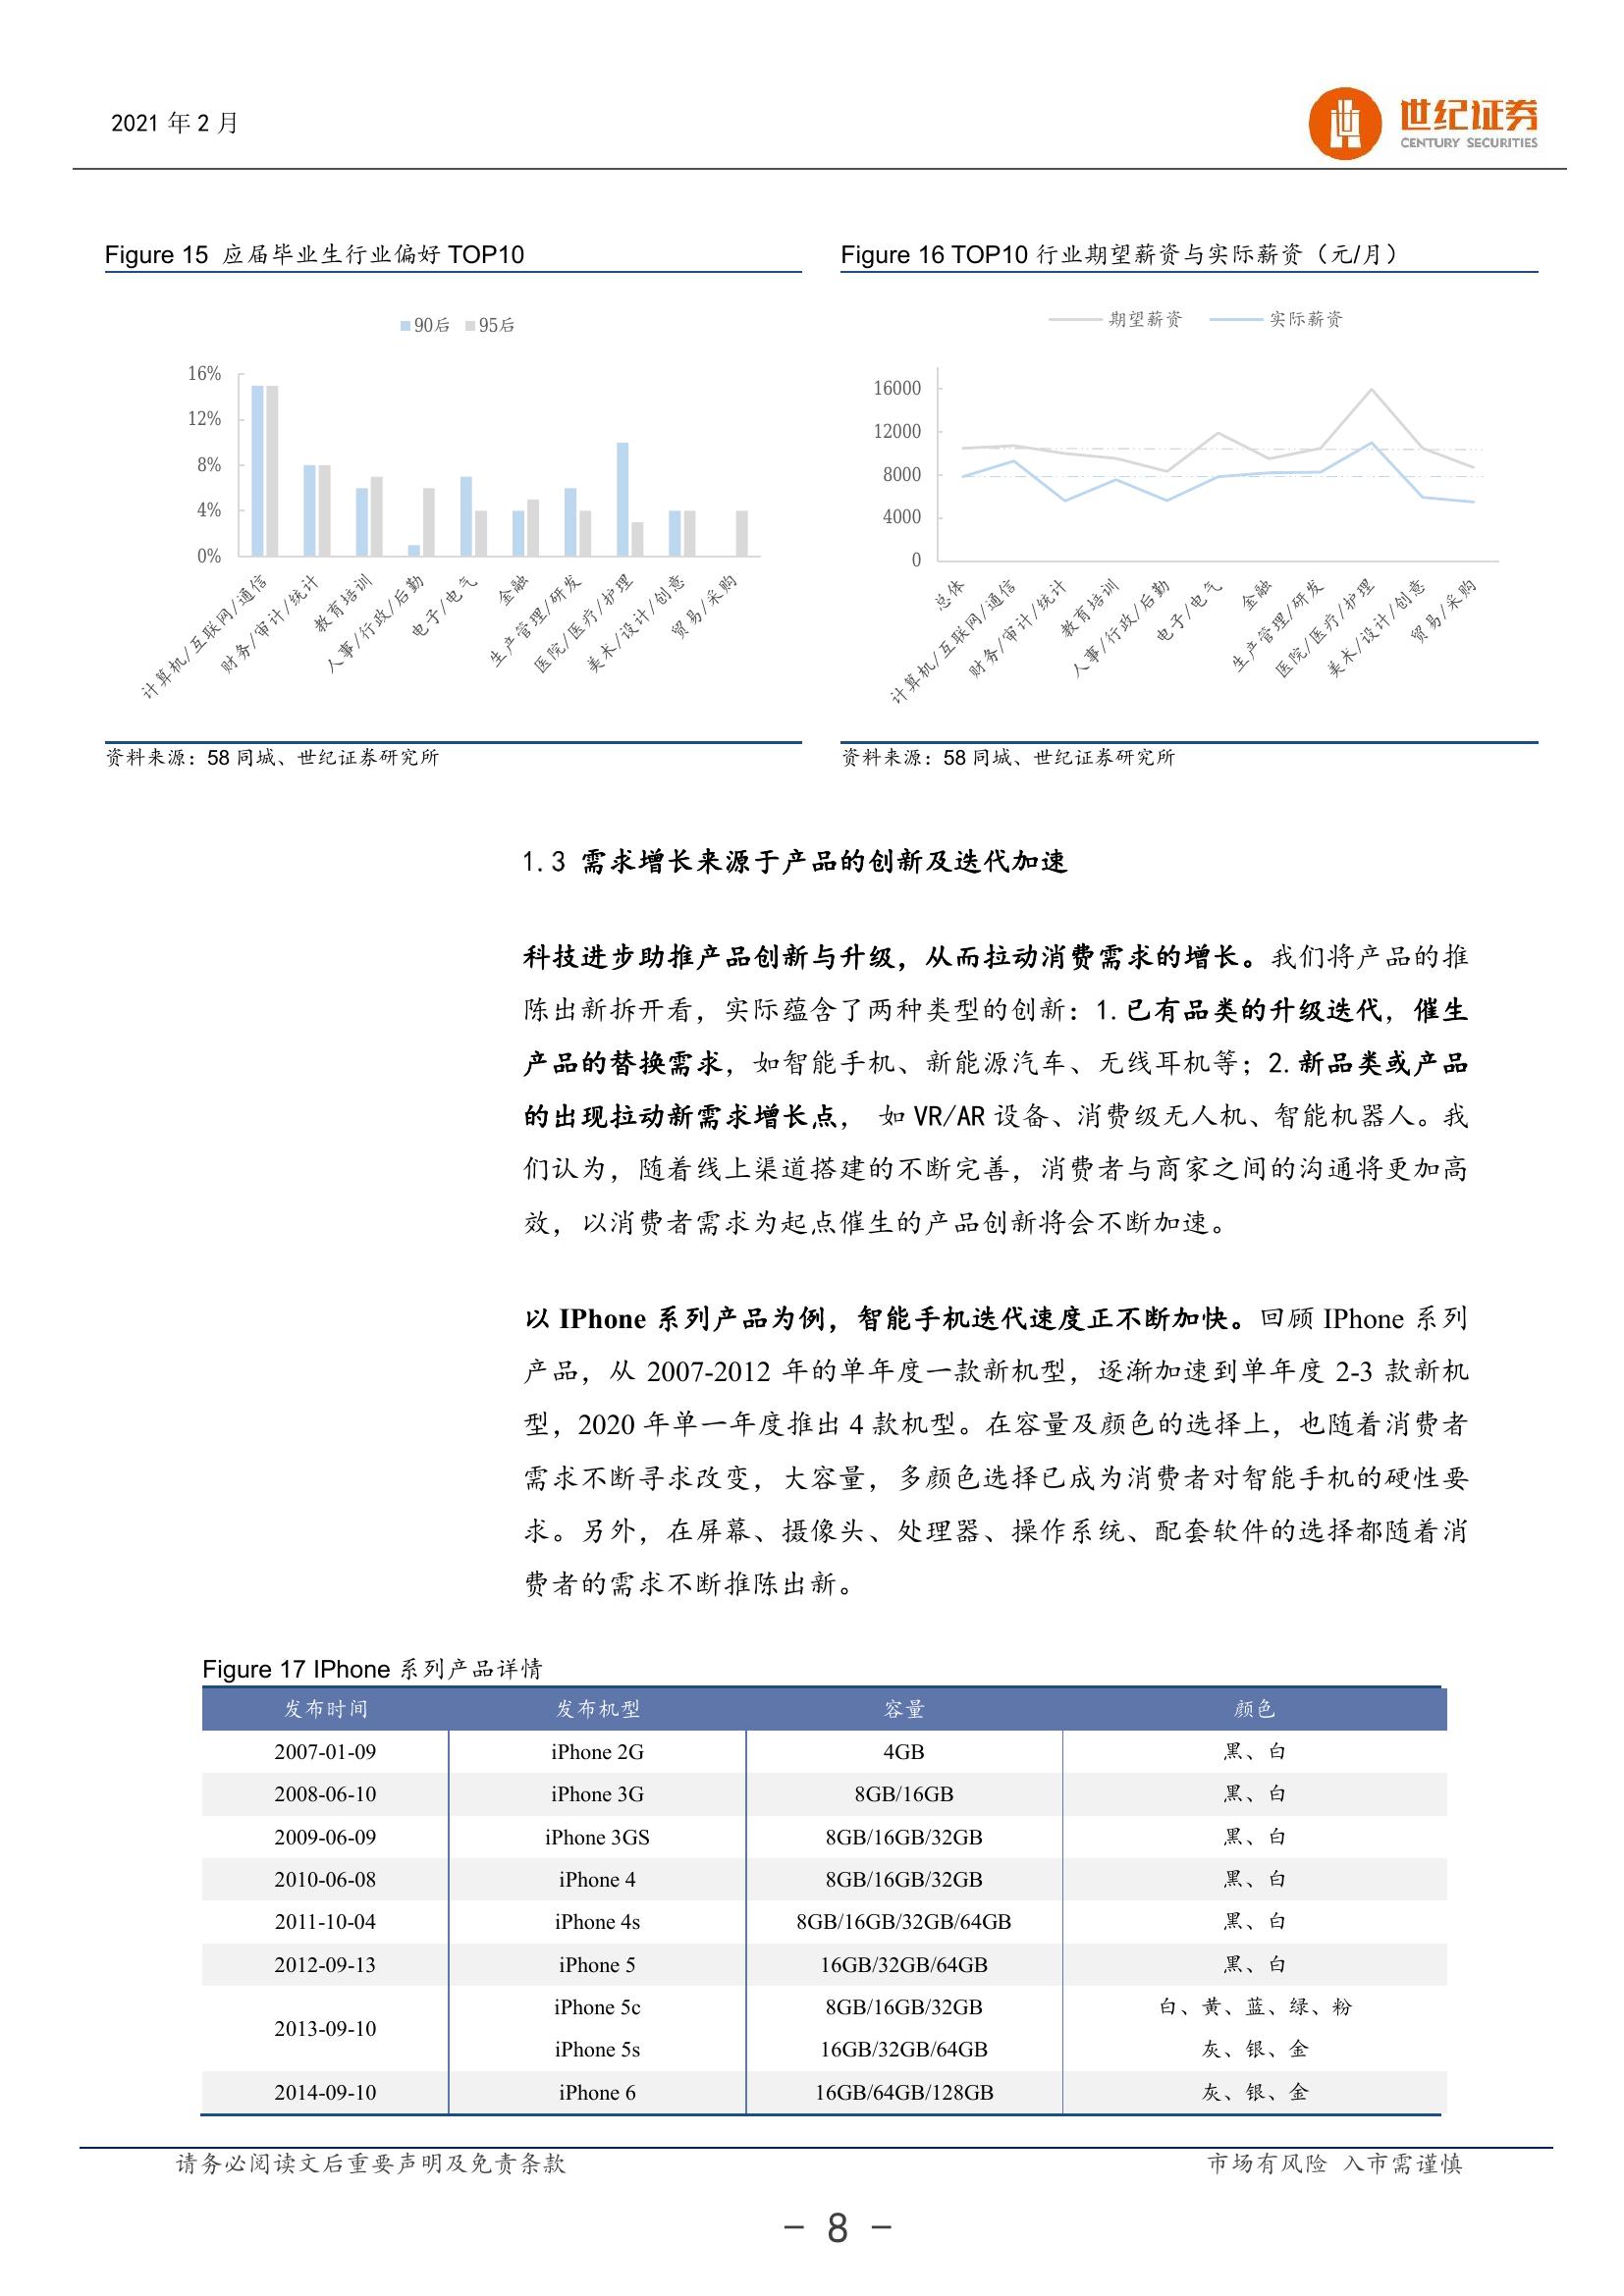 2021 年 2 月
世纪证券
CENTURY SECURITIES
Figure 15 应届毕业生行业偏好 TOP10
90后 95后
16%
12%
8%
4%
0%
计算机/互联网/通信
财务/审计/统计
教育培训
人事/行政/后勤
电子/电气
金融
生产管理/研发
医院/医疗/护理
美术/设计/创意
贸易/采购
资料来源：58 同城、世纪证券研究所
Figure 16 TOP10 行业期望薪资与实际薪资（元/月）
期望薪资 实际薪资
16000
12000
8000
4000
0
总体
计算机/互联网/通信
财务/审计/统计
教育培训
人事/行政/后勤
电子/电气
金融
生产管理/研发
医院/医疗/护理
美术/设计/创意
贸易/采购
资料来源：58 同城、世纪证券研究所
1.3 需求增长来源于产品的创新及迭代加速
科技进步助推产品创新与升级，从而拉动消费需求的增长。我们将产品的推
陈出新拆开看，实际蕴含了两种类型的创新：1.已有品类的升级迭代，催生
产品的替换需求，如智能手机、新能源汽车、无线耳机等；2.新品类或产品
的出现拉动新需求增长点， 如 VR/AR 设备、消费级无人机、智能机器人。我
们认为，随着线上渠道搭建的不断完善，消费者与商家之间的沟通将更加高
效，以消费者需求为起点催生的产品创新将会不断加速。
以 IPhone 系列产品为例，智能手机迭代速度正不断加快。回顾 IPhone 系列
产品，从 2007-2012 年的单年度一款新机型，逐渐加速到单年度 2-3 款新机
型，2020 年单一年度推出 4 款机型。在容量及颜色的选择上，也随着消费者
需求不断寻求改变，大容量，多颜色选择已成为消费者对智能手机的硬性要
求。另外，在屏幕、摄像头、处理器、操作系统、配套软件的选择都随着消
费者的需求不断推陈出新。
Figure 17 IPhone 系列产品详情
发布时间 发布机型 容量 颜色
2007-01-09 iPhone 2G 4GB 黑、白
2008-06-10 iPhone 3G 8GB/16GB 黑、白
2009-06-09 iPhone 3GS 8GB/16GB/32GB 黑、白
2010-06-08 iPhone 4 8GB/16GB/32GB 黑、白
2011-10-04 iPhone 4s 8GB/16GB/32GB/64GB 黑、白
2012-09-13 iPhone 5 16GB/32GB/64GB 黑、白
2013-09-10 iPhone 5c 8GB/16GB/32GB 白、黄、蓝、绿、粉
iPhone 5s 16GB/32GB/64GB 灰、银、金
2014-09-10 iPhone 6 16GB/64GB/128GB 灰、银、金
请务必阅读文后重要声明及免责条款 市场有风险 入市需谨慎
- 8 -